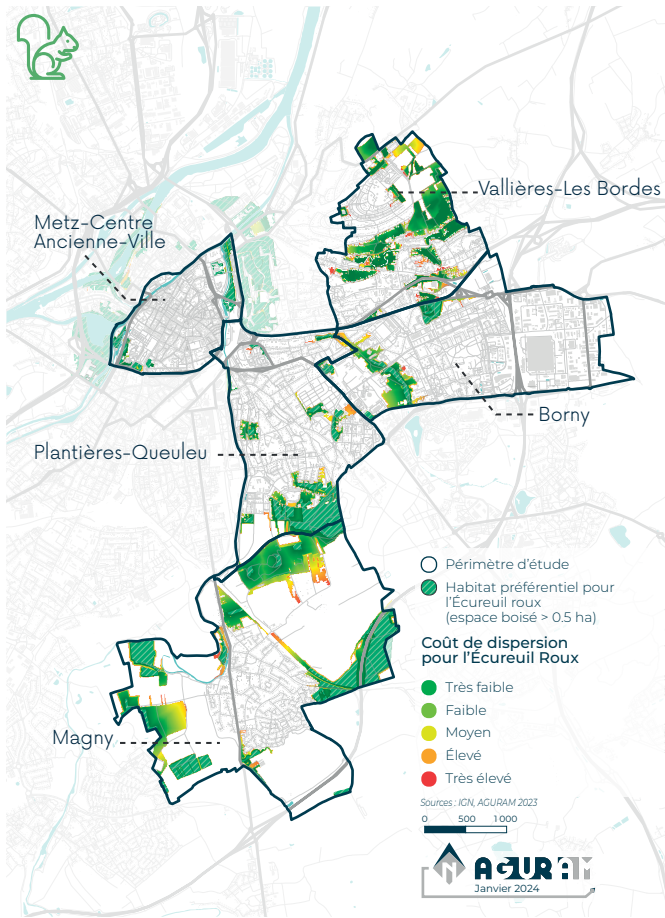 Vallières-Les Bordes
Metz-Centre
Ancienne-Ville
Borny
Plantières-Queuleu
Magny
Périmètre d'étude
Habitat préférentiel pour
l'Écureuil roux
(espace boisé > 0.5 ha)
Coût de dispersion
pour l'Écureuil Roux
Très faible
Faible
Moyen
Élevé
Très élevé
Sources : IGN, AGURAM 2023
0 500 1 000
N AGURAM
Janvier 2024